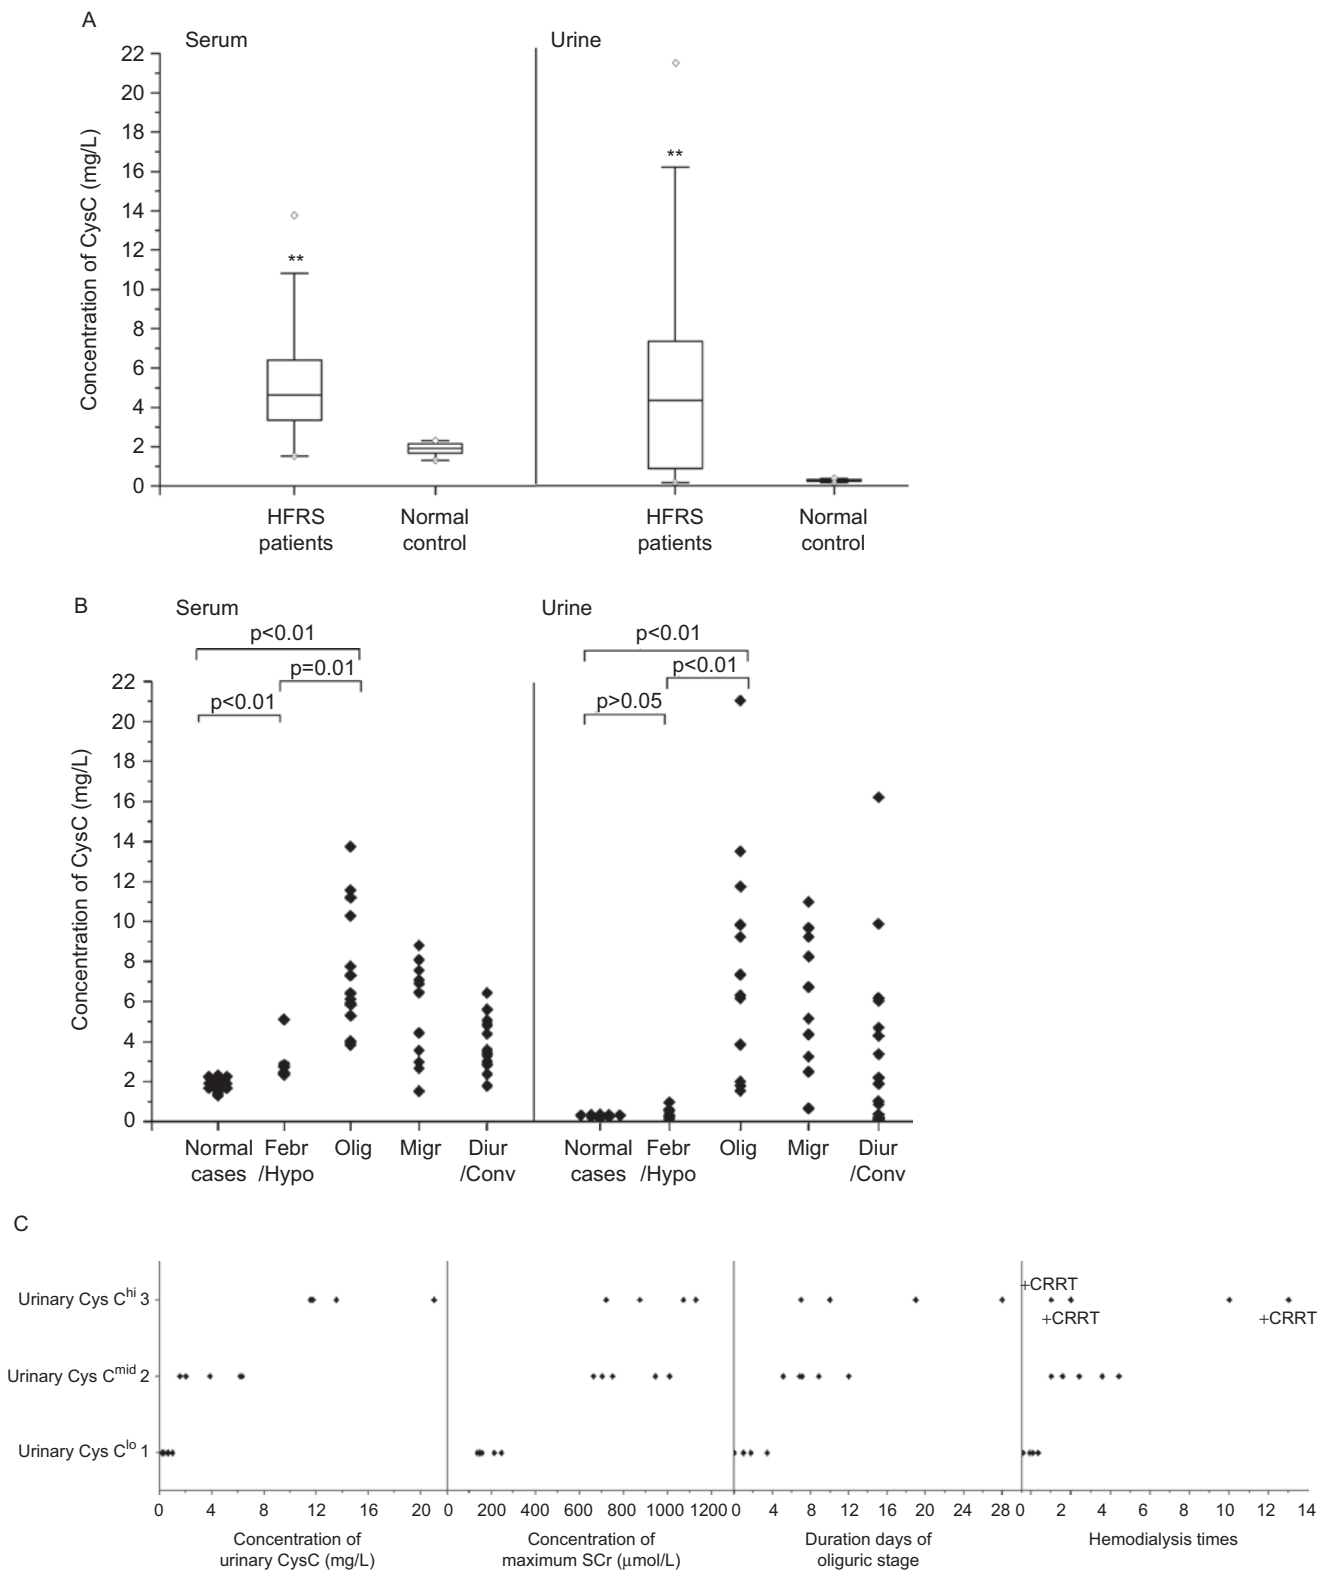 A
Serum
Urine
Concentration of CysC (mg/L)
22
20
18
16
14
12
10
8
6
4
2
0
**
**
HFRS
patients
Normal
control
HFRS
patients
Normal
control
B
Serum
Urine
p<0.01
p=0.01
p<0.01
p<0.01
p<0.01
p>0.05
Concentration of CysC (mg/L)
22
20
18
16
14
12
10
8
6
4
2
0
Normal
cases
Febr
/Hypo
Olig
Migr
Diur
/Conv
Normal
cases
Febr
/Hypo
Olig
Migr
Diur
/Conv
C
Urinary Cys Chi 3
Urinary Cys Cmid 2
Urinary Cys Clo 1
+CRRT
+CRRT
+CRRT
0 4 8 12 16 20
0 200 400 600 800 1000 1200
0 4 8 12 16 20 24 28
0 2 4 6 8 10 12 14
Concentration of
urinary CysC (mg/L)
Concentration of
maximum SCr (μmol/L)
Duration days of
oliguric stage
Hemodialysis times